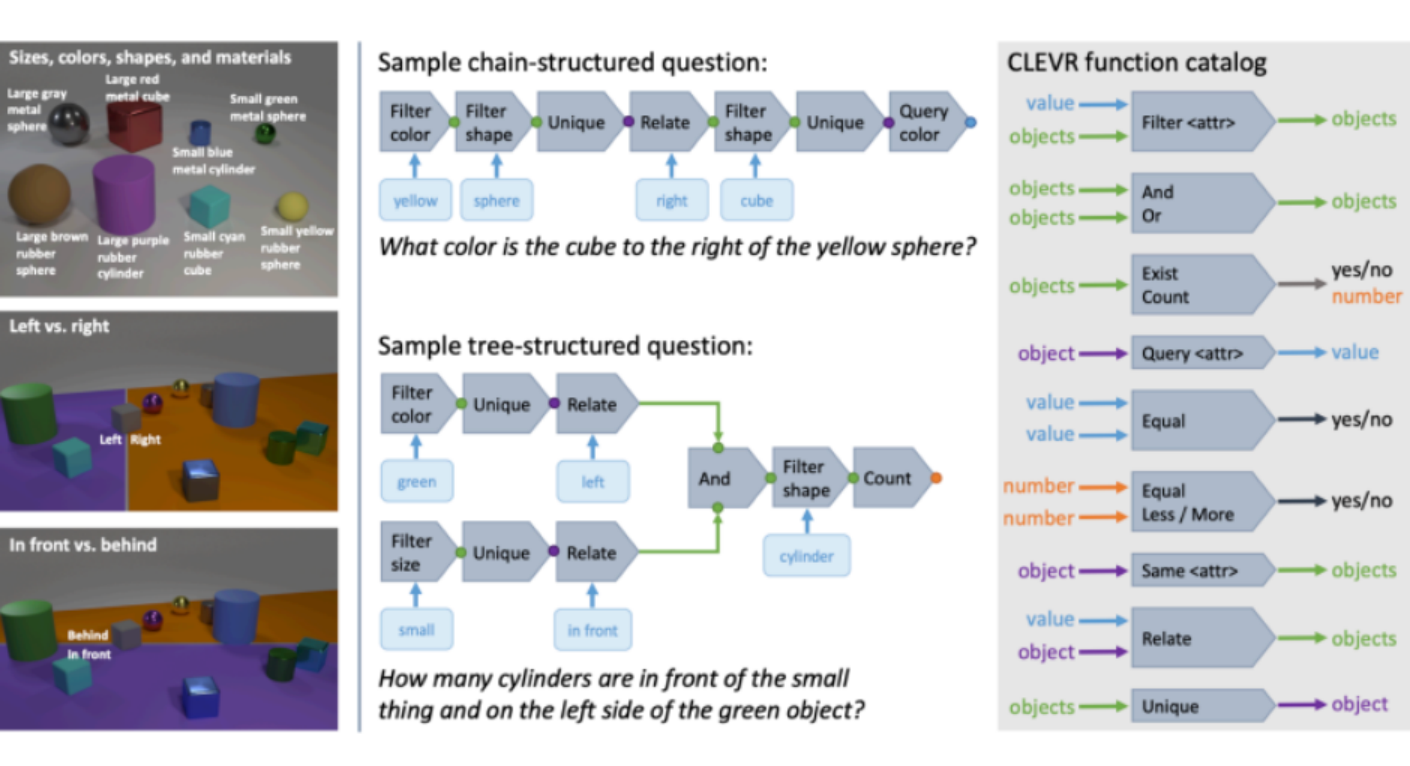 Sizes, colors, shapes, and materials
Large gray
metal
sphere
Large red
metal cube
Small green
metal sphere
Small blue
metal cylinder
Large brown
rubber
sphere
Large purple
rubber
cylinder
Small cyan
rubber
cube
Small yellow
rubber
sphere
Left vs. right
Left Right
In front vs. behind
Behind
In front
Sample chain-structured question:
Filter
color
Filter
shape
Unique
Relate
Filter
shape
Unique
Query
color
yellow
sphere
right
cube
What color is the cube to the right of the yellow sphere?
Sample tree-structured question:
Filter
color
Unique
Relate
green
left
And
Filter
shape
Count
cylinder
Filter
size
Unique
Relate
small
in front
How many cylinders are in front of the small
thing and on the left side of the green object?
CLEVR function catalog
value
objects
Filter <attr>
objects
objects
objects
And
Or
objects
objects
Exist
Count
yes/no
number
object
Query <attr>
value
value
value
Equal
yes/no
number
number
Equal
Less / More
yes/no
object
Same <attr>
objects
value
object
Relate
objects
objects
Unique
object